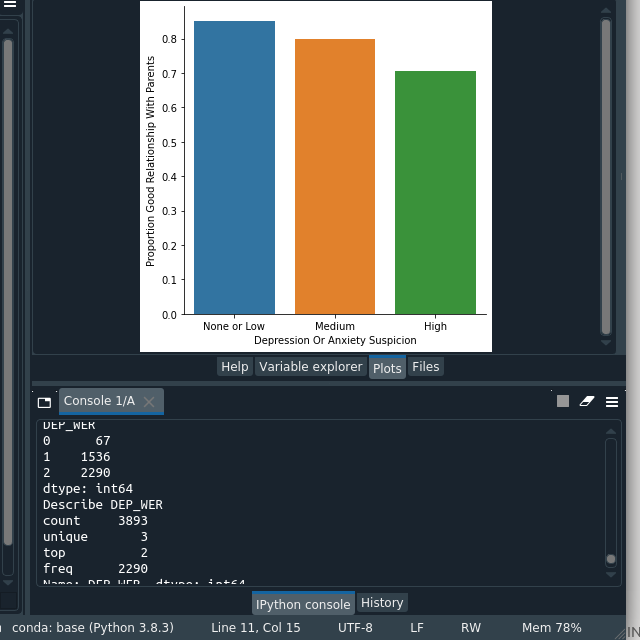 Proportion Good Relationship With Parents
0.8
0.7
0.6
0.5
0.4
0.3
0.2
0.1
0.0
None or Low Medium High
Depression Or Anxiety Suspicion
Help Variable explorer Plots Files
Console 1/A
DEP_WER
0 67
1 1536
2 2290
dtype: int64
Describe DEP_WER
count 3893
unique 3
top 2
freq 2290
Name: DEP_WER, dtype: int64
IPython console History
conda: base (Python 3.8.3) Line 11, Col 15 UTF-8 LF RW Mem 78%
IN